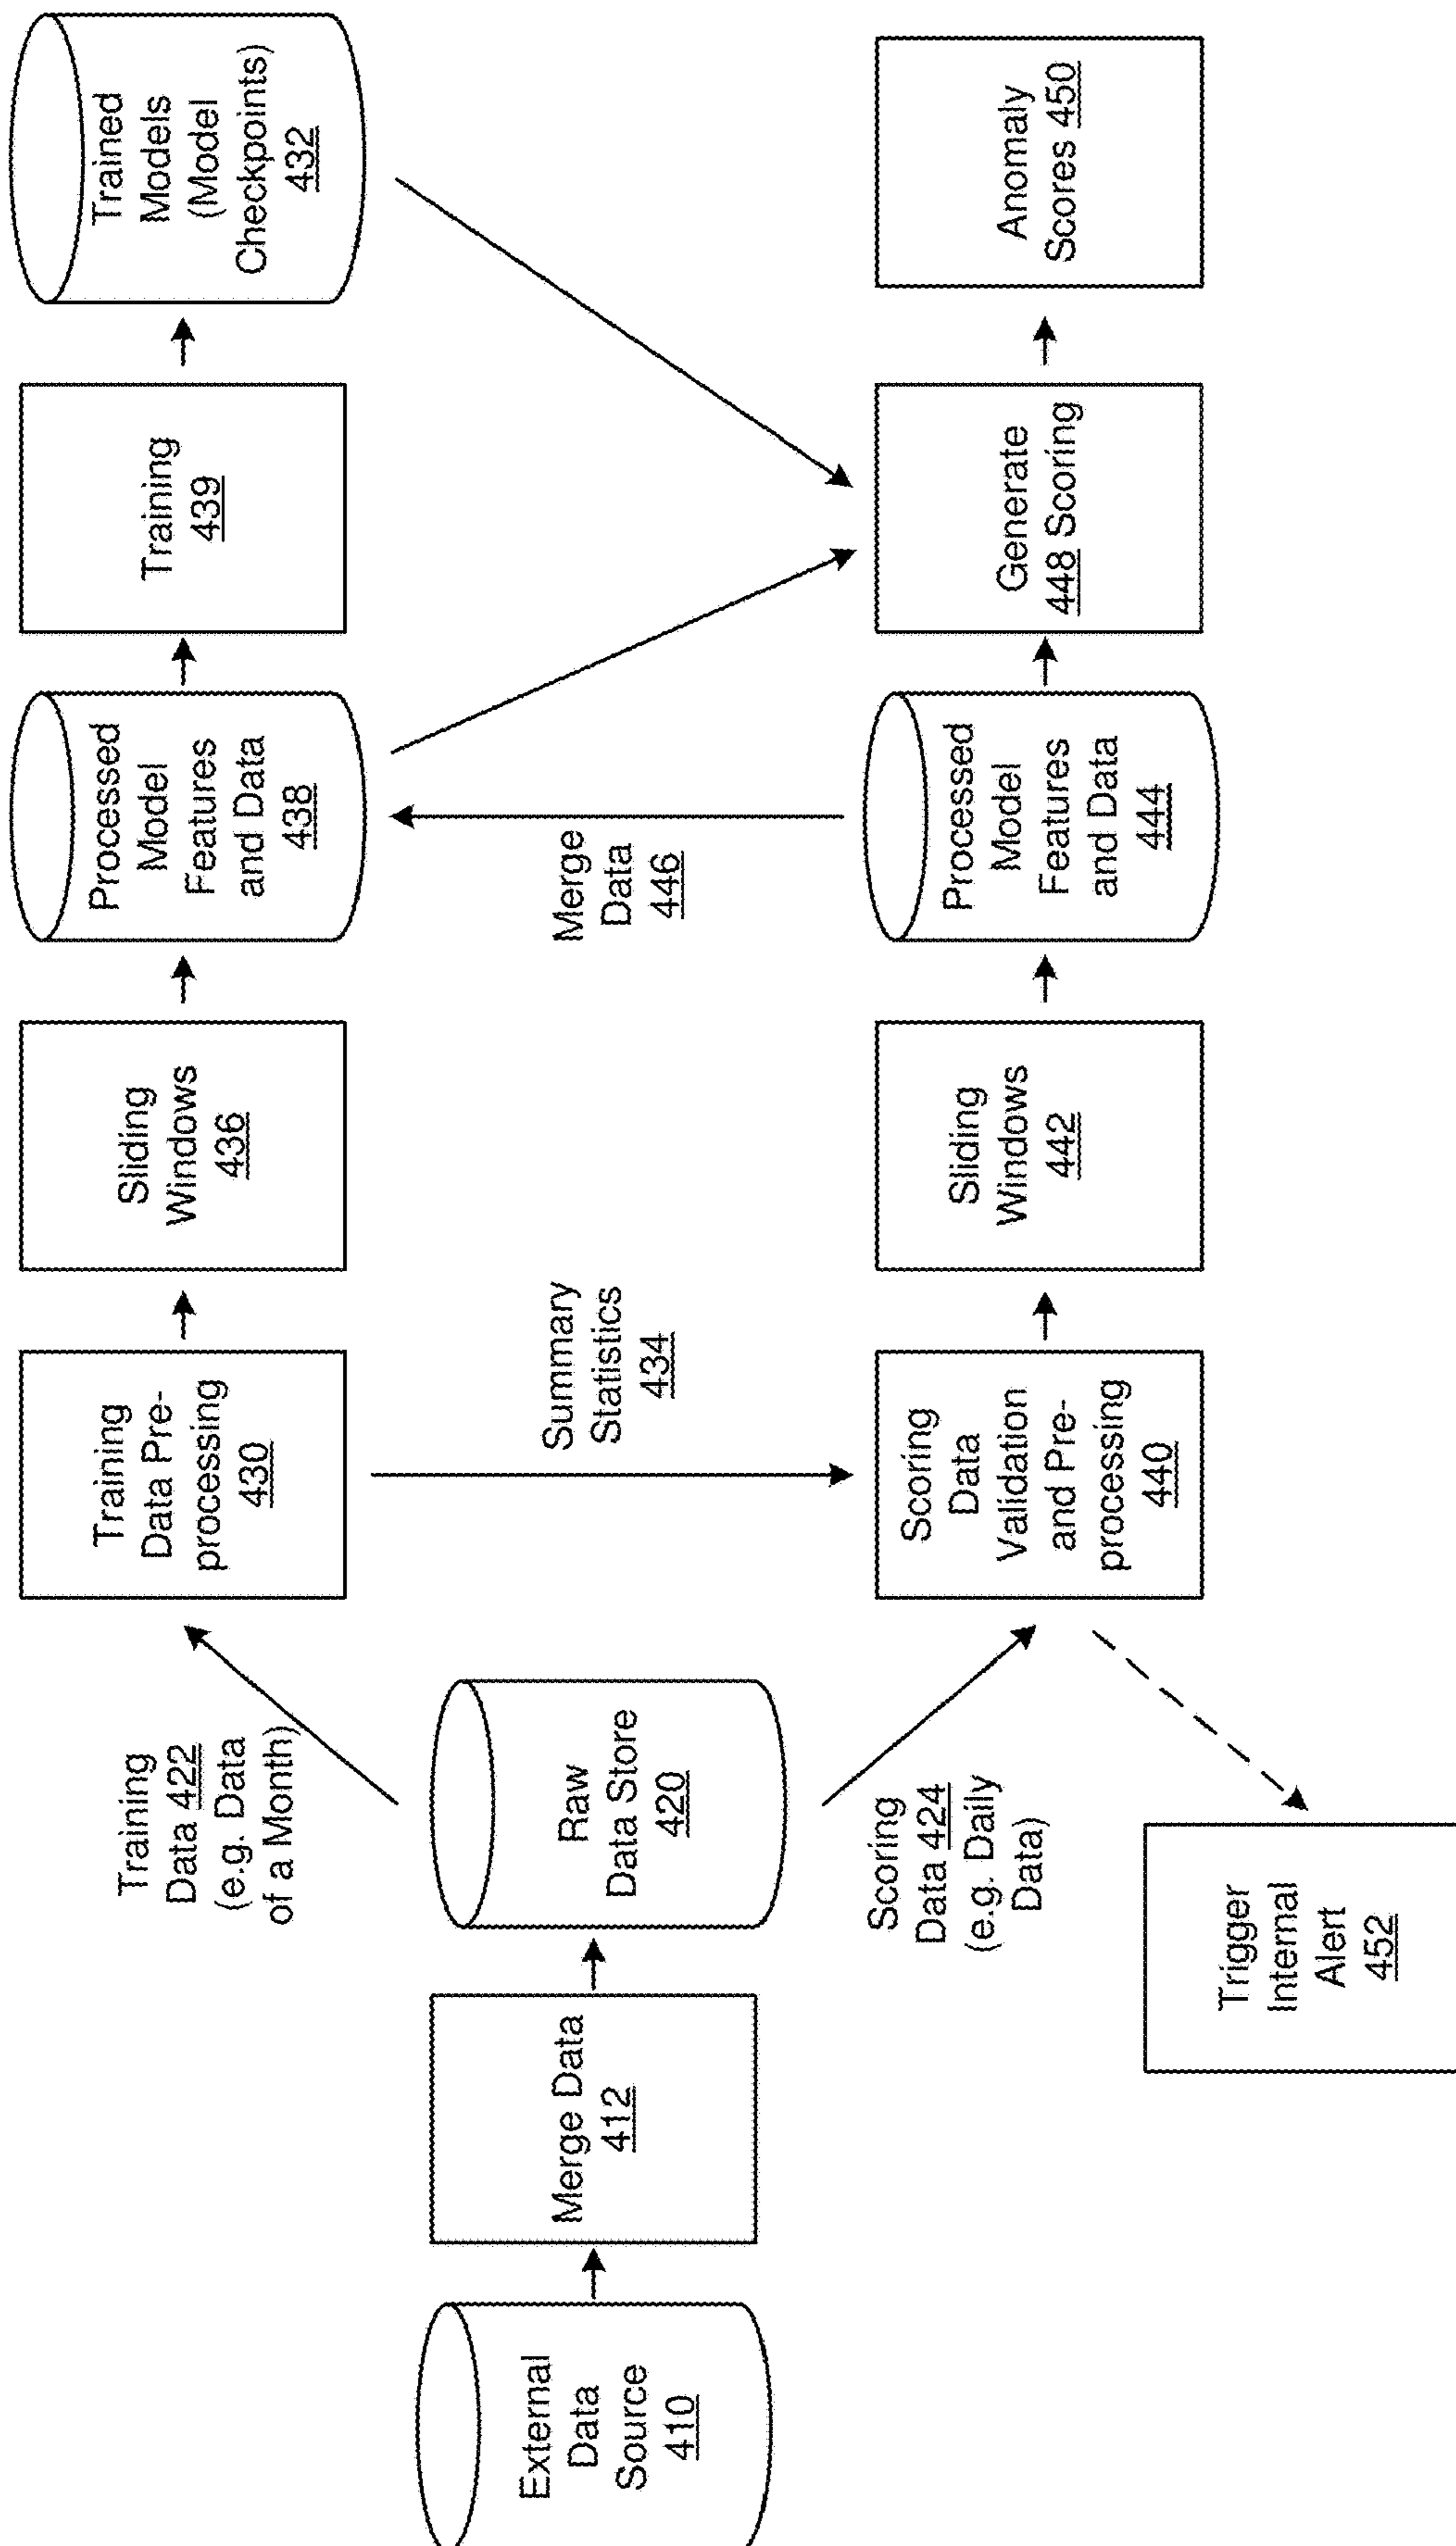 External
Data
Source
410
Merge Data
412
Raw
Data Store
420
Training
Data 422
(e.g. Data
of a Month)
Scoring
Data 424
(e.g. Daily
Data)
Training
Data Pre-
processing
430
Sliding
Windows
436
Processed
Model
Features
and Data
438
Training
439
Trained
Models
(Model
Checkpoints)
432
Summary
Statistics
434
Merge
Data
446
Scoring
Data
Validation
and Pre-
processing
440
Sliding
Windows
442
Processed
Model
Features
and Data
444
Generate
448 Scoring
Anomaly
Scores 450
Trigger
Internal
Alert
452